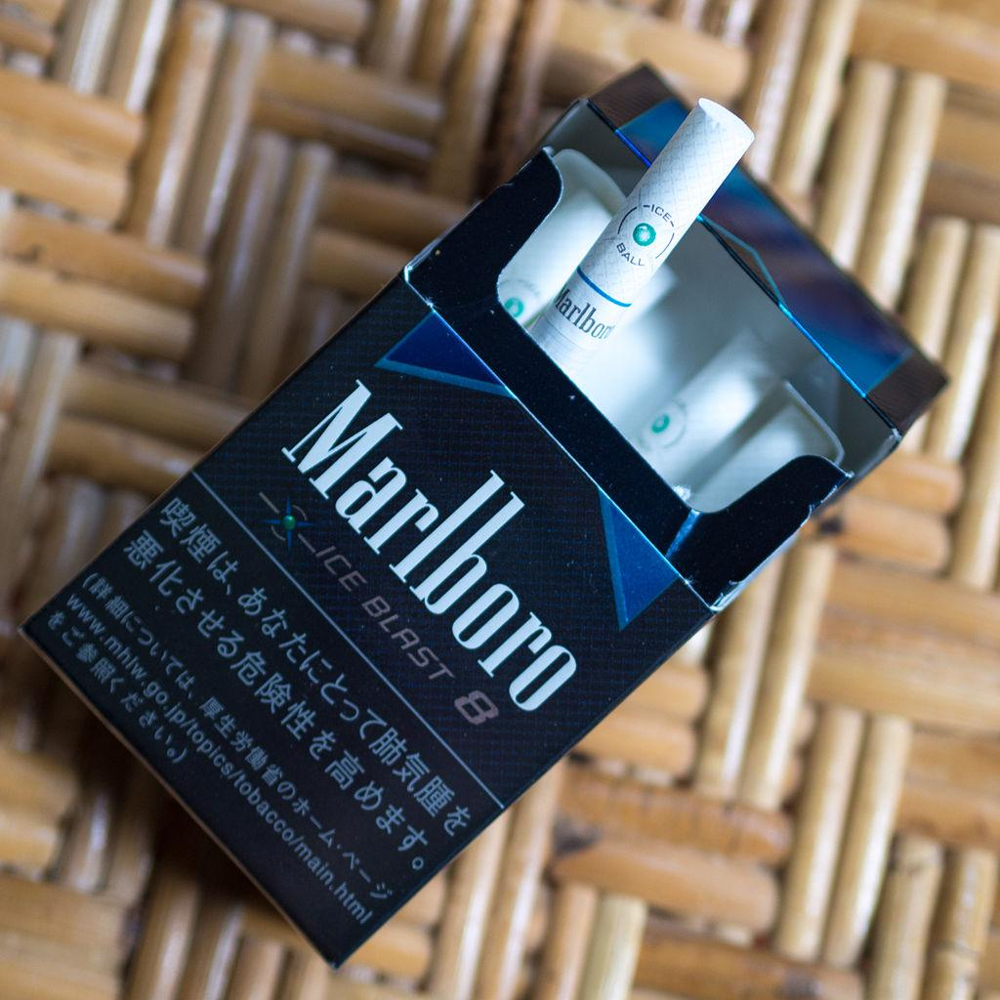 ICE
BALL
Marlboro
Marlboro
ICE BLAST 8
喫煙は、あなたにとって肺気腫を
悪化させる危険性を高めます。
(詳細については、厚生労働省のホーム・ページ
www.mhlw.go.jp/topics/tobacco/main.html
をご参照ください。)